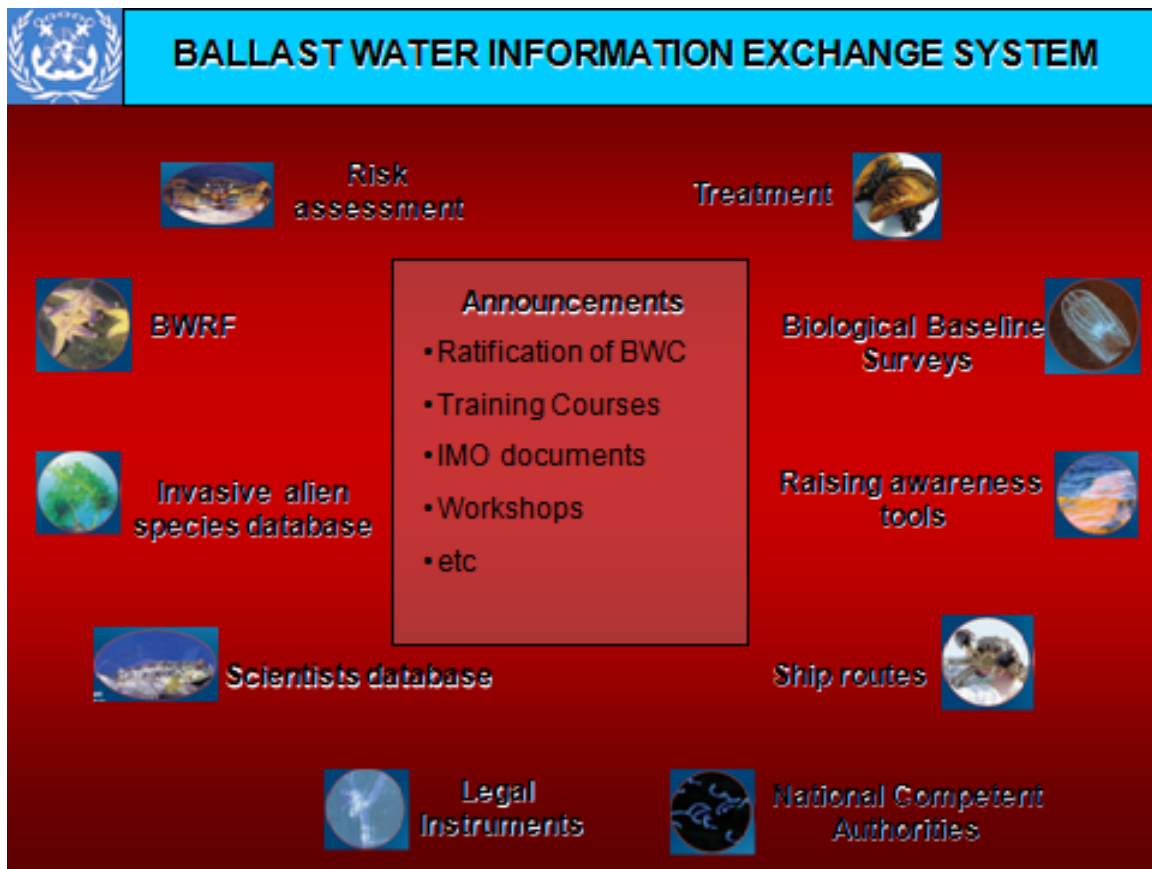 BALLAST WATER INFORMATION EXCHANGE SYSTEM
Risk
assessment
Treatment
BWRF
Announcements
• Ratification of BWC
• Training Courses
• IMO documents
• Workshops
• etc
Biological Baseline
Surveys
Invasive alien
species database
Raising awareness
tools
Scientists database
Ship routes
Legal
Instruments
National Competent
Authorities